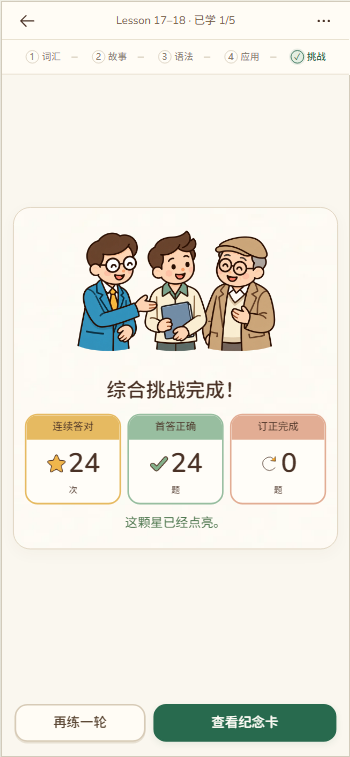 Lesson 17–18 · 已学 1/5
1 词汇 – 2 故事 – 3 语法 – 4 应用 – 挑战
综合挑战完成！
连续答对 首答正确 订正完成
24 24 0
次 题 题
这颗星已经点亮。
再练一轮 查看纪念卡